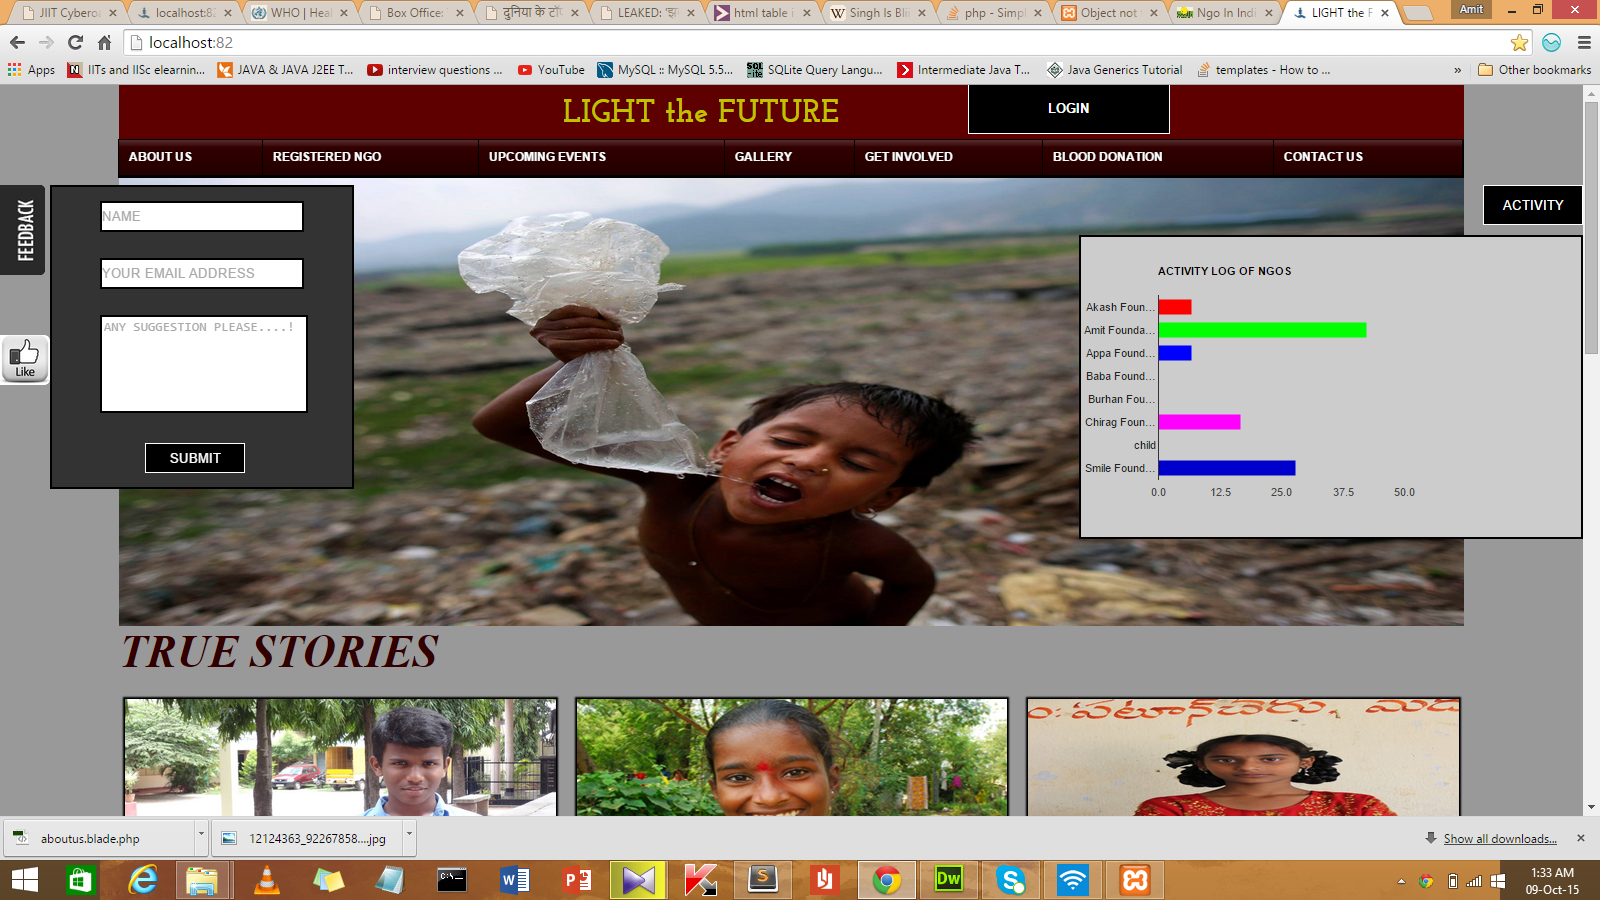 JIIT Cybero
localhost:82
WHO | Heal
Box Office:
दुनिया के टॉप
LEAKED: 'झ
html table i
Singh Is Bli
php - Simpl
Object not
Ngo In Indi
LIGHT the F
Amit
localhost:82
Apps
IITs and IISc elearnin...
JAVA & JAVA J2EE T...
interview questions ...
YouTube
MySQL :: MySQL 5.5...
SQLite Query Langu...
Intermediate Java T...
Java Generics Tutorial
templates - How to ...
»
Other bookmarks
LIGHT the FUTURE
LOGIN
ABOUT US
REGISTERED NGO
UPCOMING EVENTS
GALLERY
GET INVOLVED
BLOOD DONATION
CONTACT US
FEEDBACK
NAME
YOUR EMAIL ADDRESS
ANY SUGGESTION PLEASE....!
SUBMIT
Like
ACTIVITY
ACTIVITY LOG OF NGOS
Akash Foun...
Amit Founda...
Appa Found...
Baba Found...
Burhan Fou...
Chirag Foun...
child
Smile Found...
0.0 12.5 25.0 37.5 50.0
TRUE STORIES
aboutus.blade.php
12124363_92267858....jpg
Show all downloads...
1:33 AM
09-Oct-15